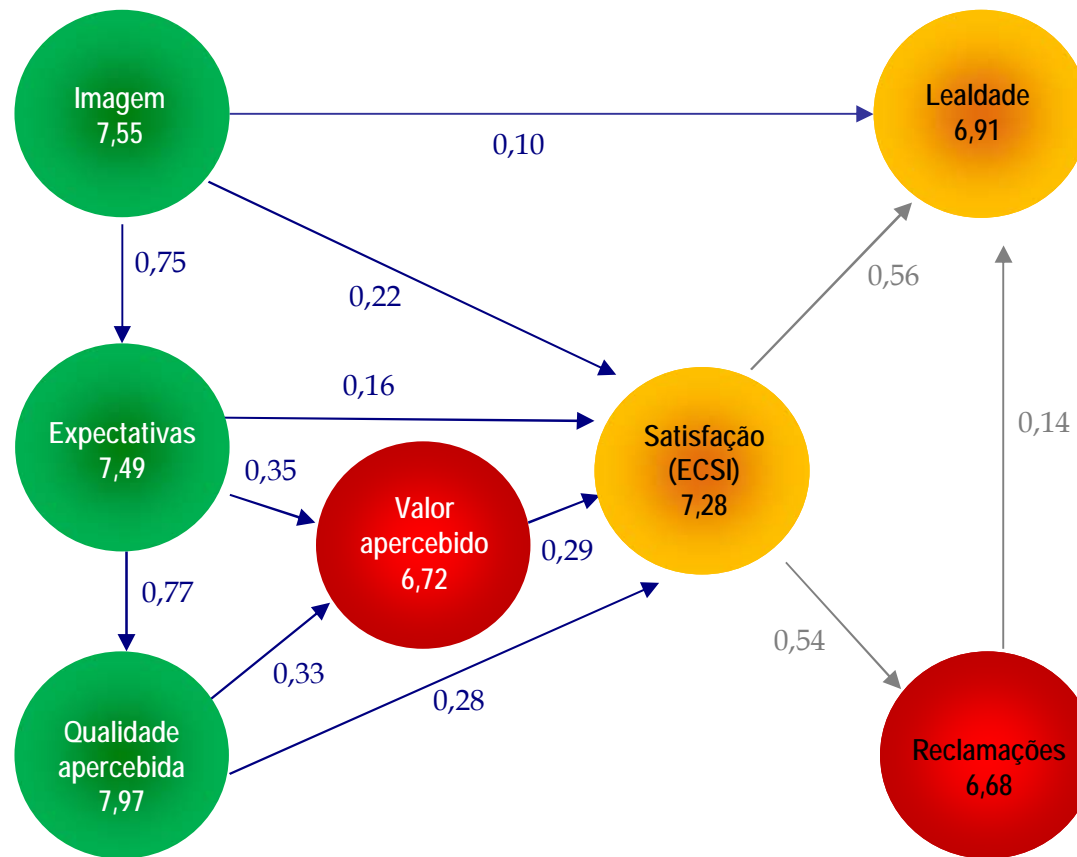 Imagem
7,55
Lealdade
6,91
0,10
0,75
0,22
0,56
0,16
Expectativas
7,49
0,35
Satisfação
(ECSI)
7,28
0,14
Valor
apercebido
6,72
0,29
0,77
0,33
0,28
0,54
Qualidade
apercebida
7,97
Reclamações
6,68